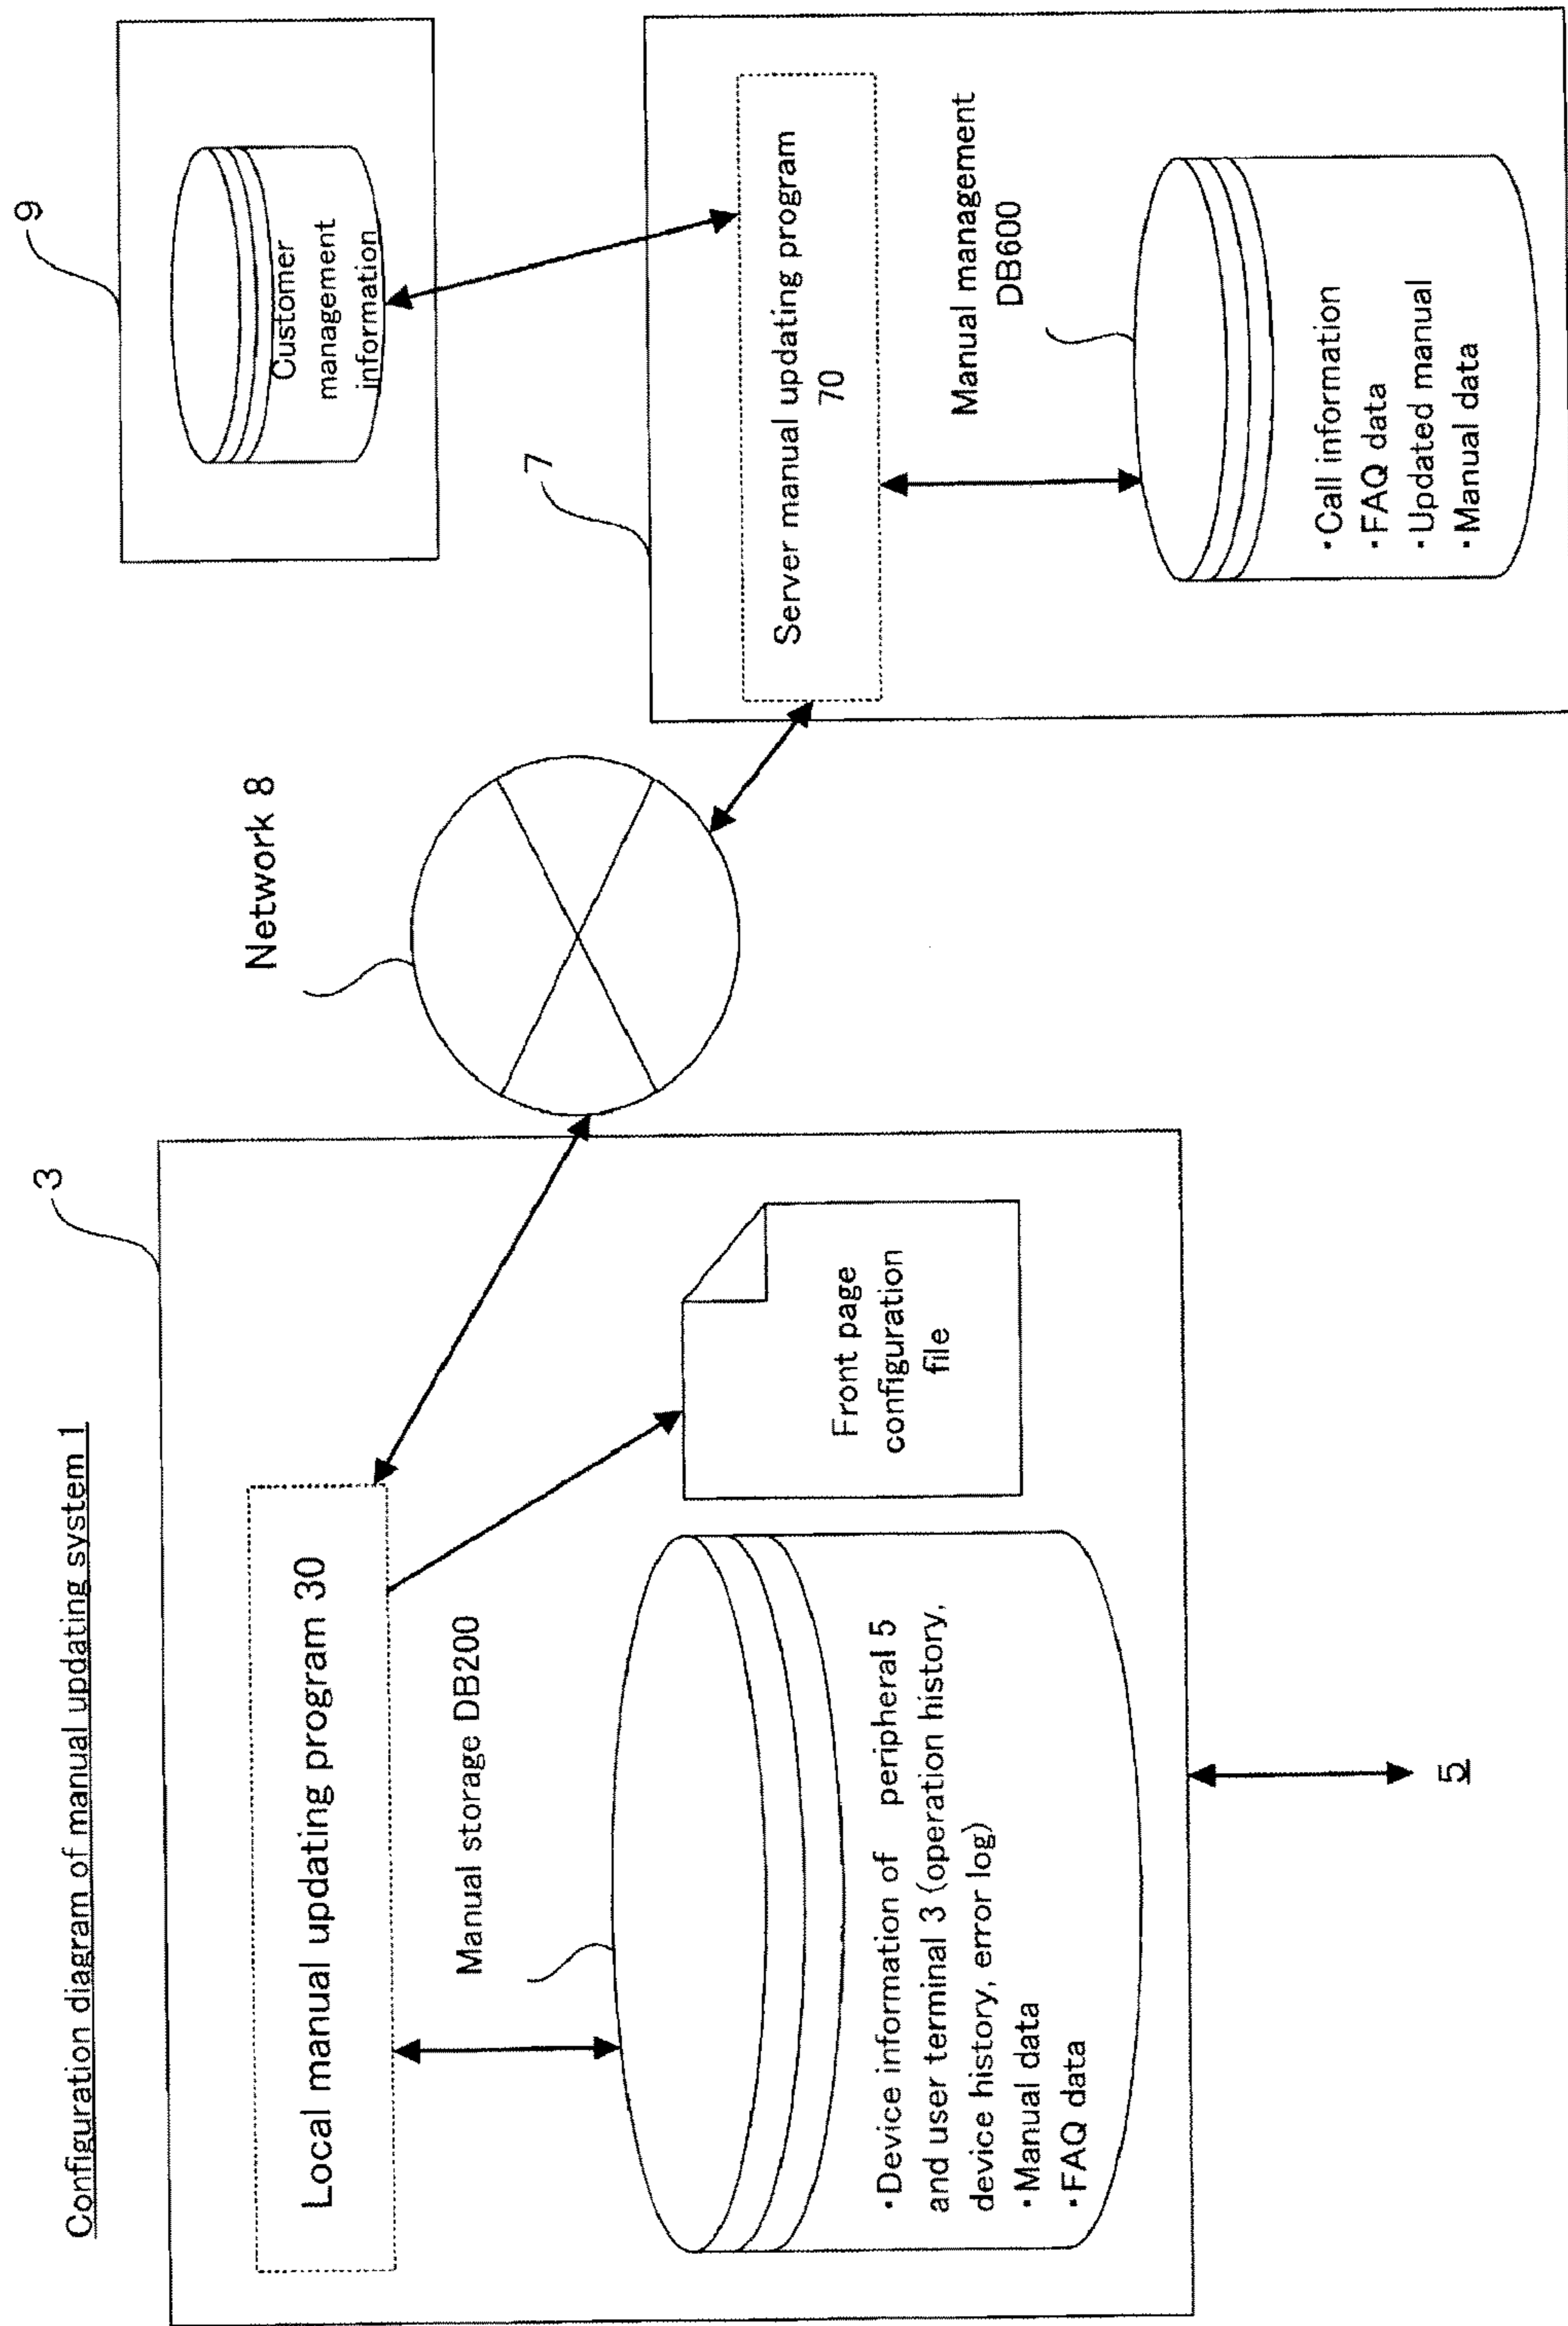 Configuration diagram of manual updating system 1
3
Local manual updating program 30
Manual storage DB200
・Device information of peripheral 5
and user terminal 3 (operation history,
device history, error log)
・Manual data
・FAQ data
Front page
configuration
file
5
Network 8
9
Customer
management
information
7
Server manual updating program
70
Manual management
DB600
・Call information
・FAQ data
・Updated manual
・Manual data